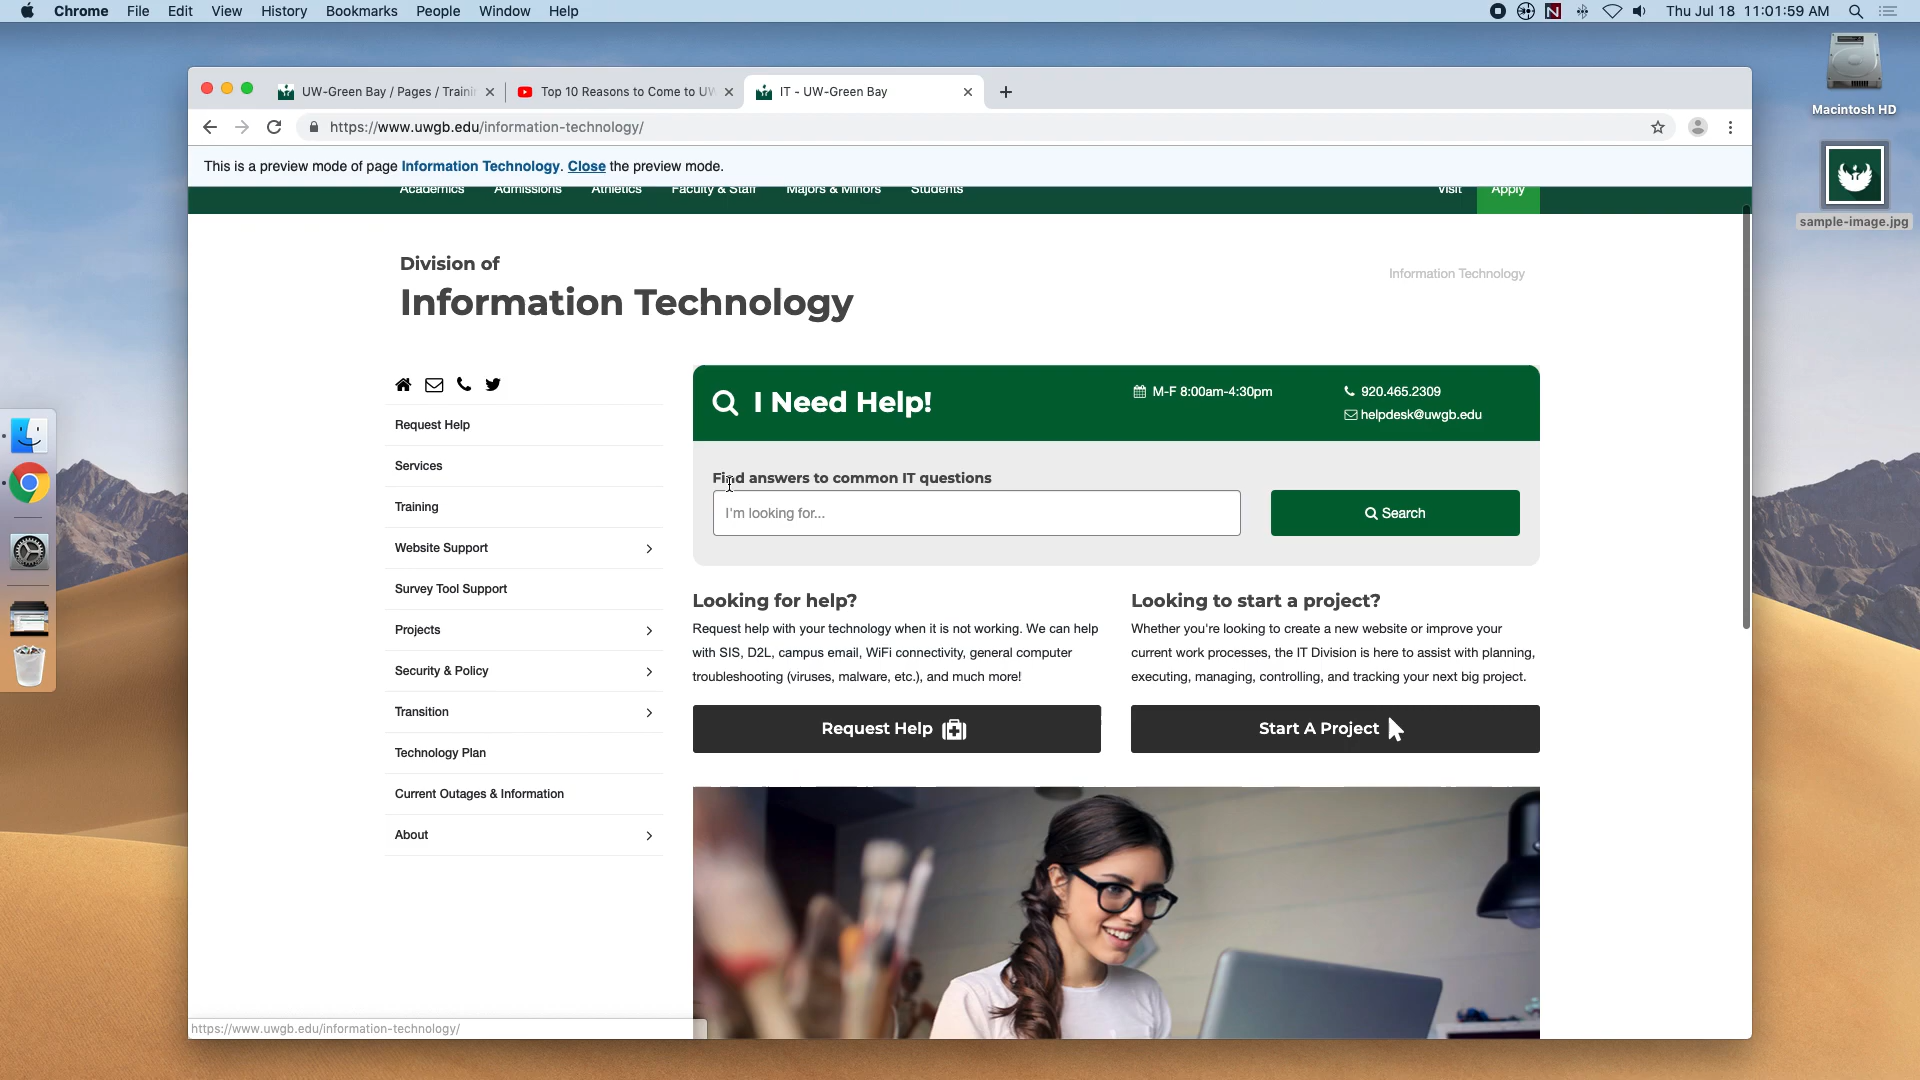 Chrome File Edit View History Bookmarks People Window Help
Thu Jul 18 11:01:59 AM
Macintosh HD
sample-image.jpg
UW-Green Bay / Pages / Traini
Top 10 Reasons to Come to UW
IT - UW-Green Bay
https://www.uwgb.edu/information-technology/
This is a preview mode of page Information Technology. Close the preview mode.
Academics Admissions Athletics Faculty & Staff Majors & Minors Students Visit Apply
Division of
Information Technology
Information Technology
Request Help
Services
Training
Website Support
Survey Tool Support
Projects
Security & Policy
Transition
Technology Plan
Current Outages & Information
About
I Need Help!
M-F 8:00am-4:30pm
920.465.2309
helpdesk@uwgb.edu
Find answers to common IT questions
I'm looking for...
Search
Looking for help?
Request help with your technology when it is not working. We can help
with SIS, D2L, campus email, WiFi connectivity, general computer
troubleshooting (viruses, malware, etc.), and much more!
Request Help
Looking to start a project?
Whether you're looking to create a new website or improve your
current work processes, the IT Division is here to assist with planning,
executing, managing, controlling, and tracking your next big project.
Start A Project
https://www.uwgb.edu/information-technology/